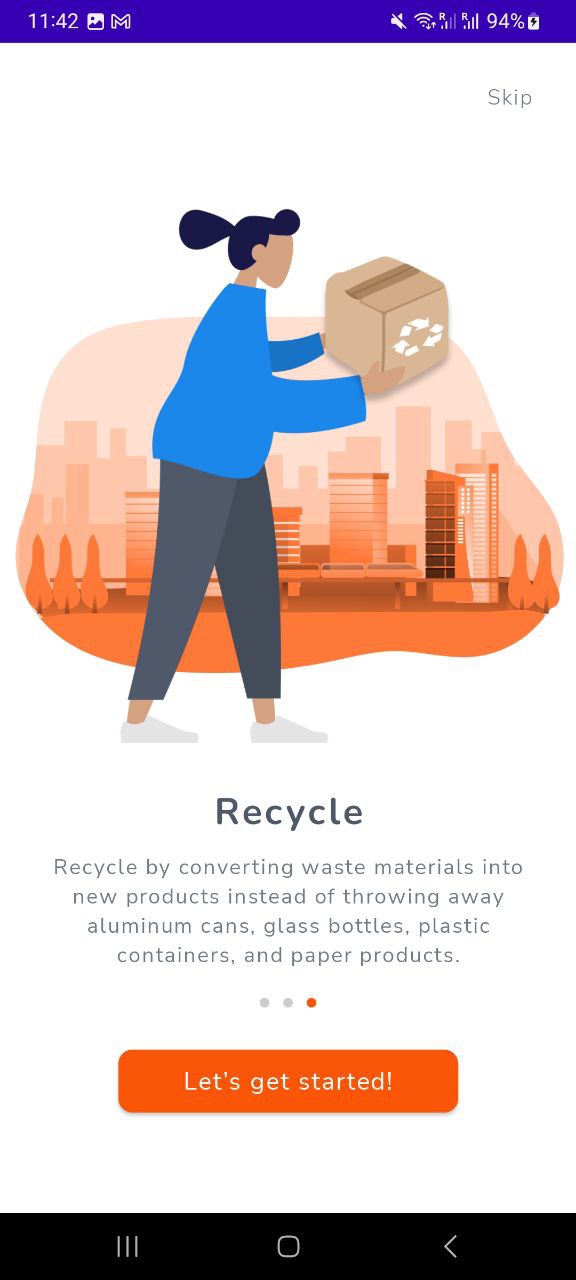 11:42 94%
Skip
Recycle
Recycle by converting waste materials into
new products instead of throwing away
aluminum cans, glass bottles, plastic
containers, and paper products.
Let's get started!